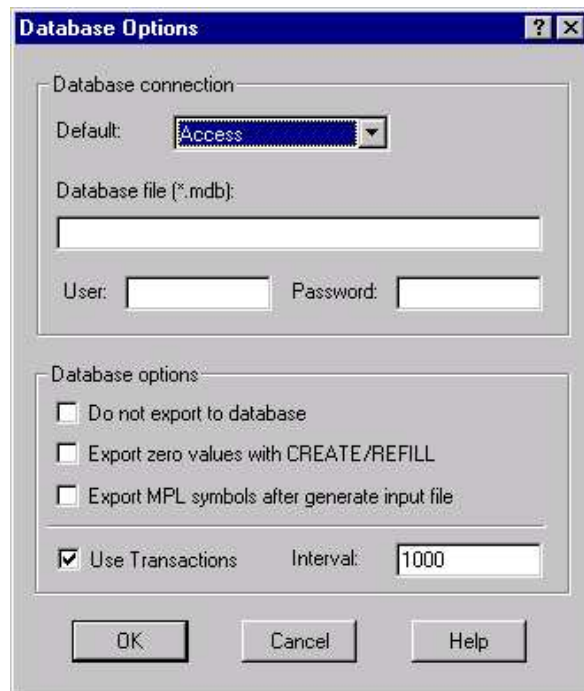 Database Options
Database connection
Default: Access
Database file (*.mdb):
User: Password:
Database options
Do not export to database
Export zero values with CREATE/REFILL
Export MPL symbols after generate input file
Use Transactions Interval: 1000
OK Cancel Help